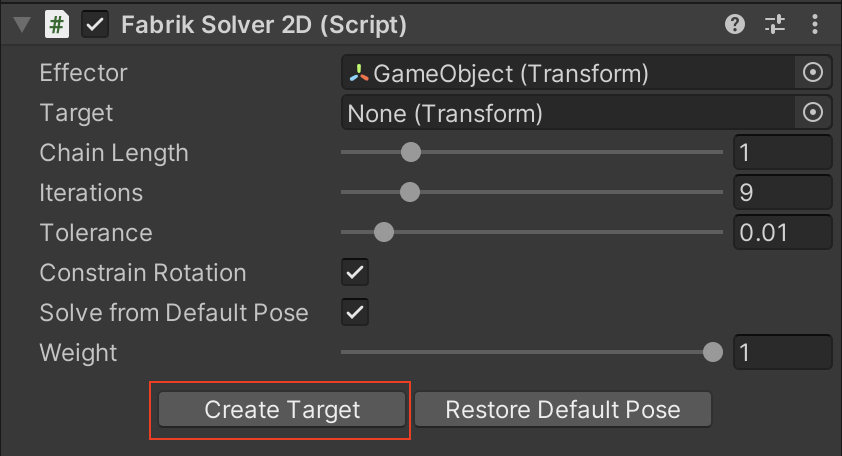 # Fabrik Solver 2D (Script)
Effector GameObject (Transform)
Target None (Transform)
Chain Length 1
Iterations 9
Tolerance 0.01
Constrain Rotation
Solve from Default Pose
Weight 1
Create Target Restore Default Pose